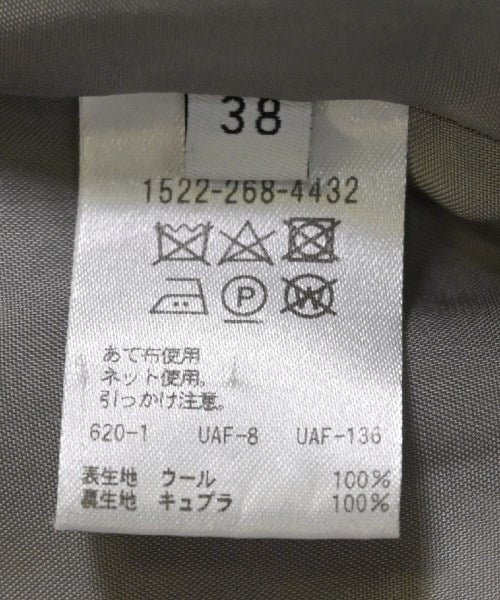 38
1522-268-4432
P W
あて布使用
ネット使用。
引っかけ注意。
620-1 UAF-8 UAF-136
表生地 ウール 100%
裏生地 キュプラ 100%